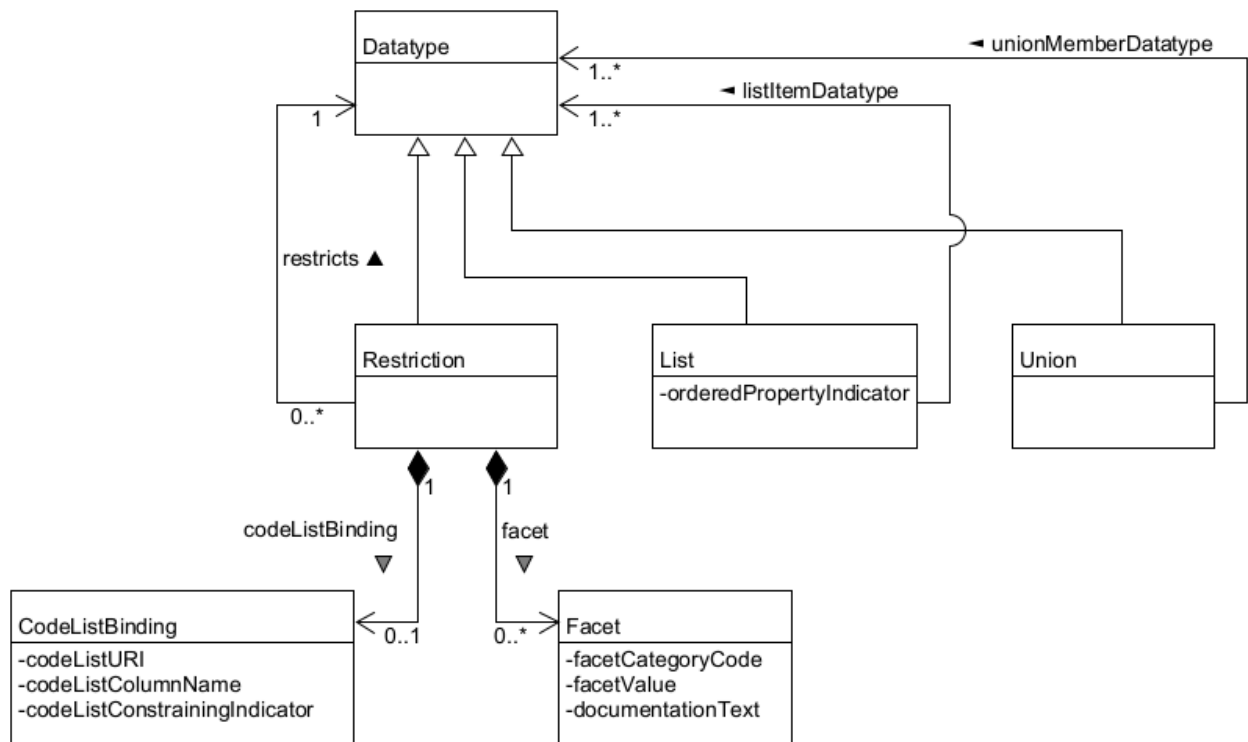 Datatype
◄ unionMemberDatatype
1..*
◄ listItemDatatype
1
1..*
restricts ▲
Restriction
List
Union
-orderedPropertyIndicator
0..*
1
1
codeListBinding
facet
▼
▼
CodeListBinding
0..1
0..*
Facet
-codeListURI
-codeListColumnName
-codeListConstrainingIndicator
-facetCategoryCode
-facetValue
-documentationText